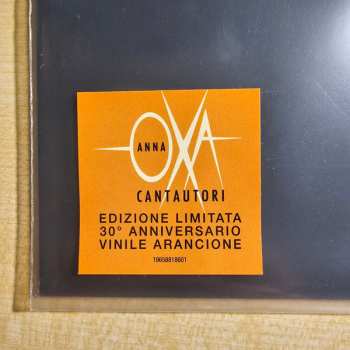 ANNA
OXA
CANTAUTORI
EDIZIONE LIMITATA
30° ANNIVERSARIO
VINILE ARANCIONE
19658818601